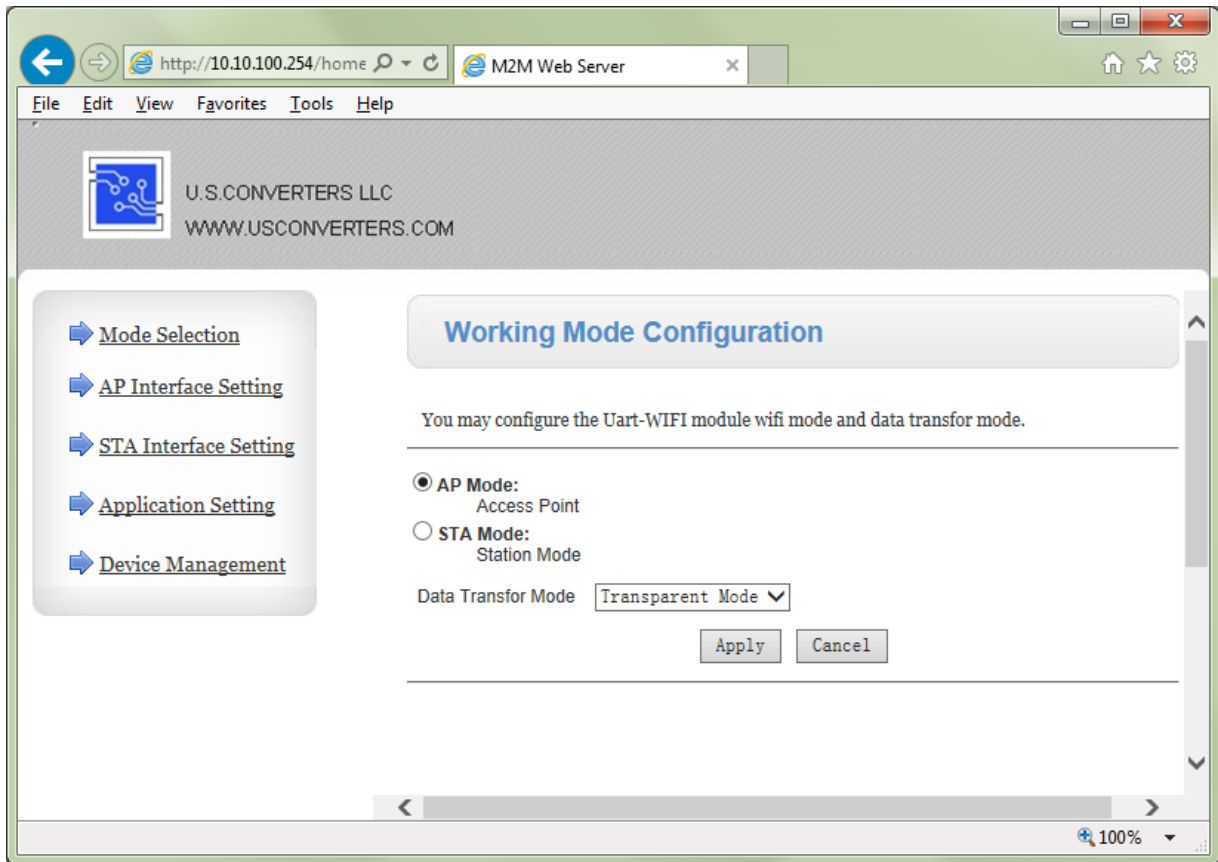 http://10.10.100.254/home
M2M Web Server
File Edit View Favorites Tools Help
U.S.CONVERTERS LLC
WWW.USCONVERTERS.COM
Mode Selection
AP Interface Setting
STA Interface Setting
Application Setting
Device Management
Working Mode Configuration
You may configure the Uart-WIFI module wifi mode and data transfor mode.
AP Mode:
Access Point
STA Mode:
Station Mode
Data Transfor Mode Transparent Mode
Apply Cancel
100%